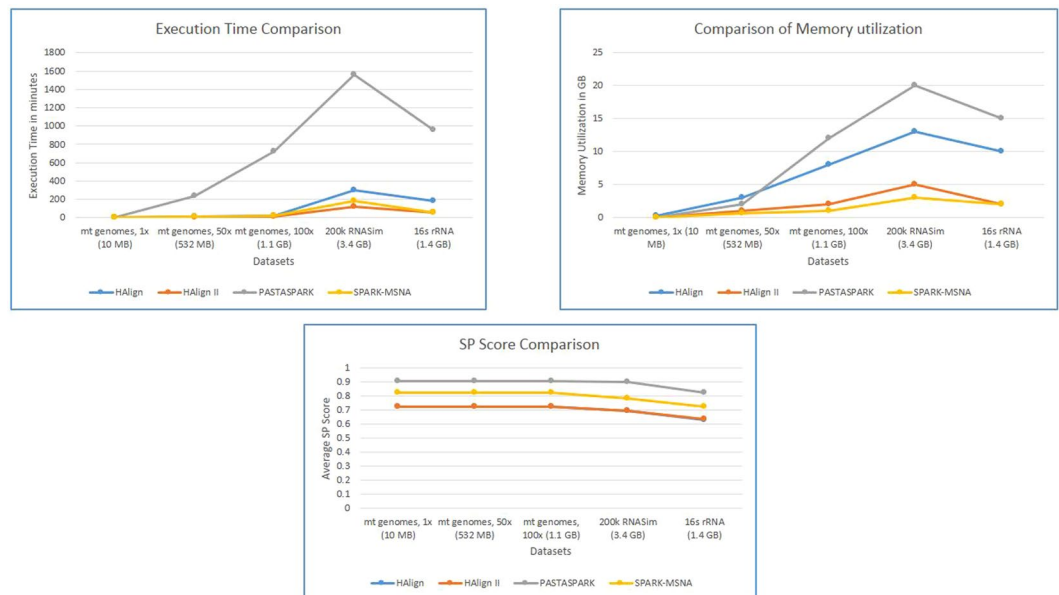 Execution Time Comparison
Execution Time in minutes
1800
1600
1400
1200
1000
800
600
400
200
0
mt genomes, 1x mt genomes, 50x mt genomes, 100x 200k RNASim 16s rRNA
(10 MB) (532 MB) (1.1 GB) (3.4 GB) (1.4 GB)
Datasets
HAlign HAlign II PASTASPARK SPARK-MSNA
Comparison of Memory utilization
Memory Utilization in GB
25
20
15
10
5
0
mt genomes, 1x (10 mt genomes, 50x mt genomes, 100x 200k RNASim 16s rRNA
MB) (532 MB) (1.1 GB) (3.4 GB) (1.4 GB)
Datasets
HAlign HAlign II PASTASPARK SPARK-MSNA
SP Score Comparison
Average SP Score
1
0.9
0.8
0.7
0.6
0.5
0.4
0.3
0.2
0.1
0
mt genomes, 1x mt genomes, 50x mt genomes, 200k RNASim 16s rRNA
(10 MB) (532 MB) 100x (1.1 GB) (3.4 GB) (1.4 GB)
Datasets
HAlign HAlign II PASTASPARK SPARK-MSNA